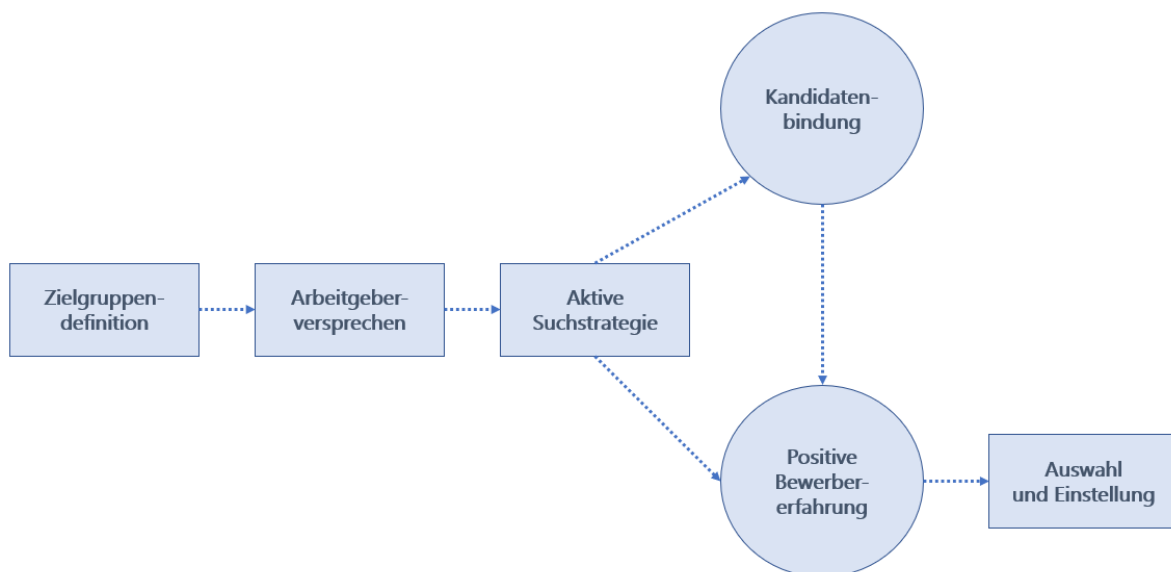 Kandidaten-
bindung
Zielgruppen-
definition
Arbeitgeber-
versprechen
Aktive
Suchstrategie
Positive
Bewerber-
erfahrung
Auswahl
und Einstellung